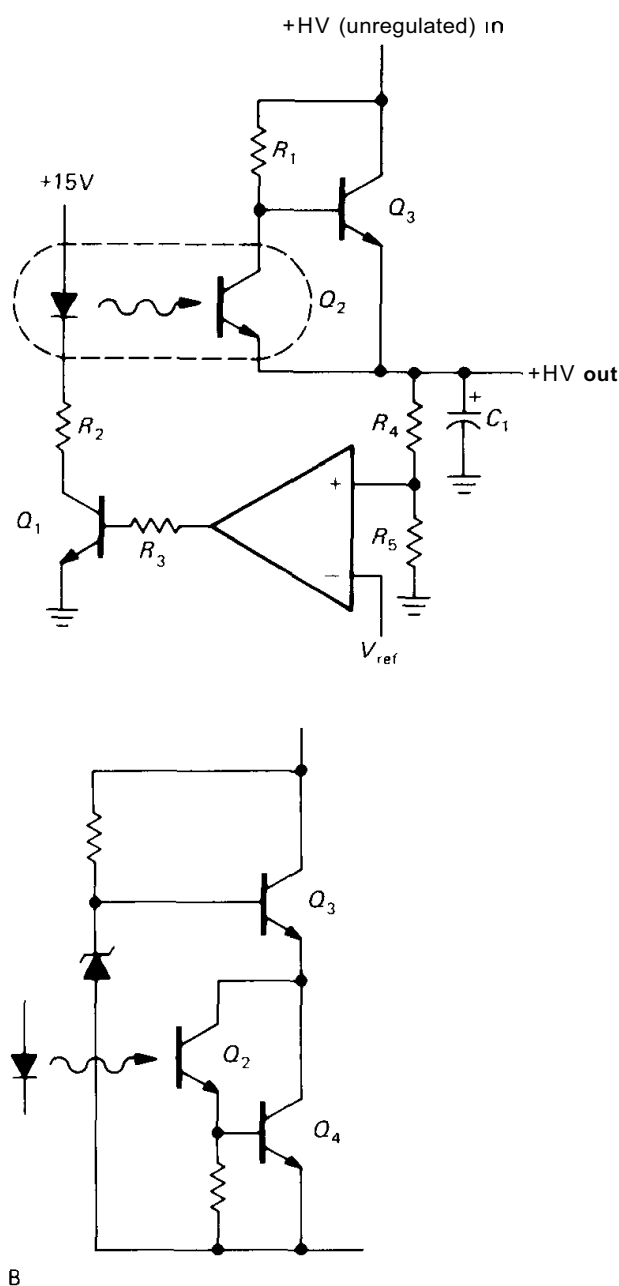 +HV (unregulated) in
R1
+15V
Q3
Q2
+HV out
R2
R4
+
C1
Q1
+
R3
R5
−
Vref
Q3
Q2
Q4
B